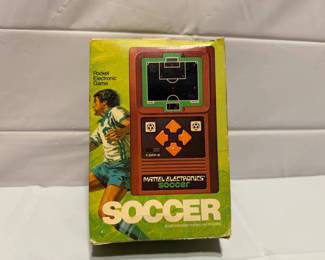 Pocket
Electronic
Game
MATTEL ELECTRONICS
soccer
SOCCER